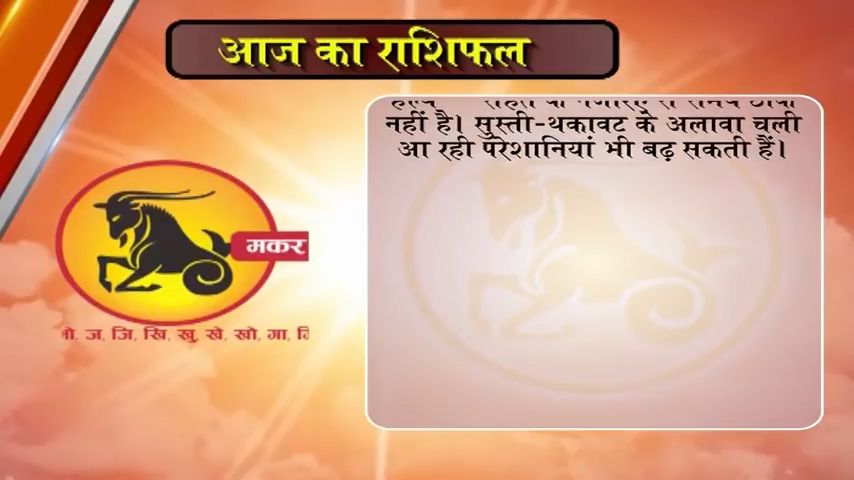 आज का राशिफल
नहीं है। सुस्ती-थकावट के अलावा चली
आ रही परेशानियां भी बढ़ सकती हैं।
मकर
ज, जि, खि, खु, खे, खो, गा,